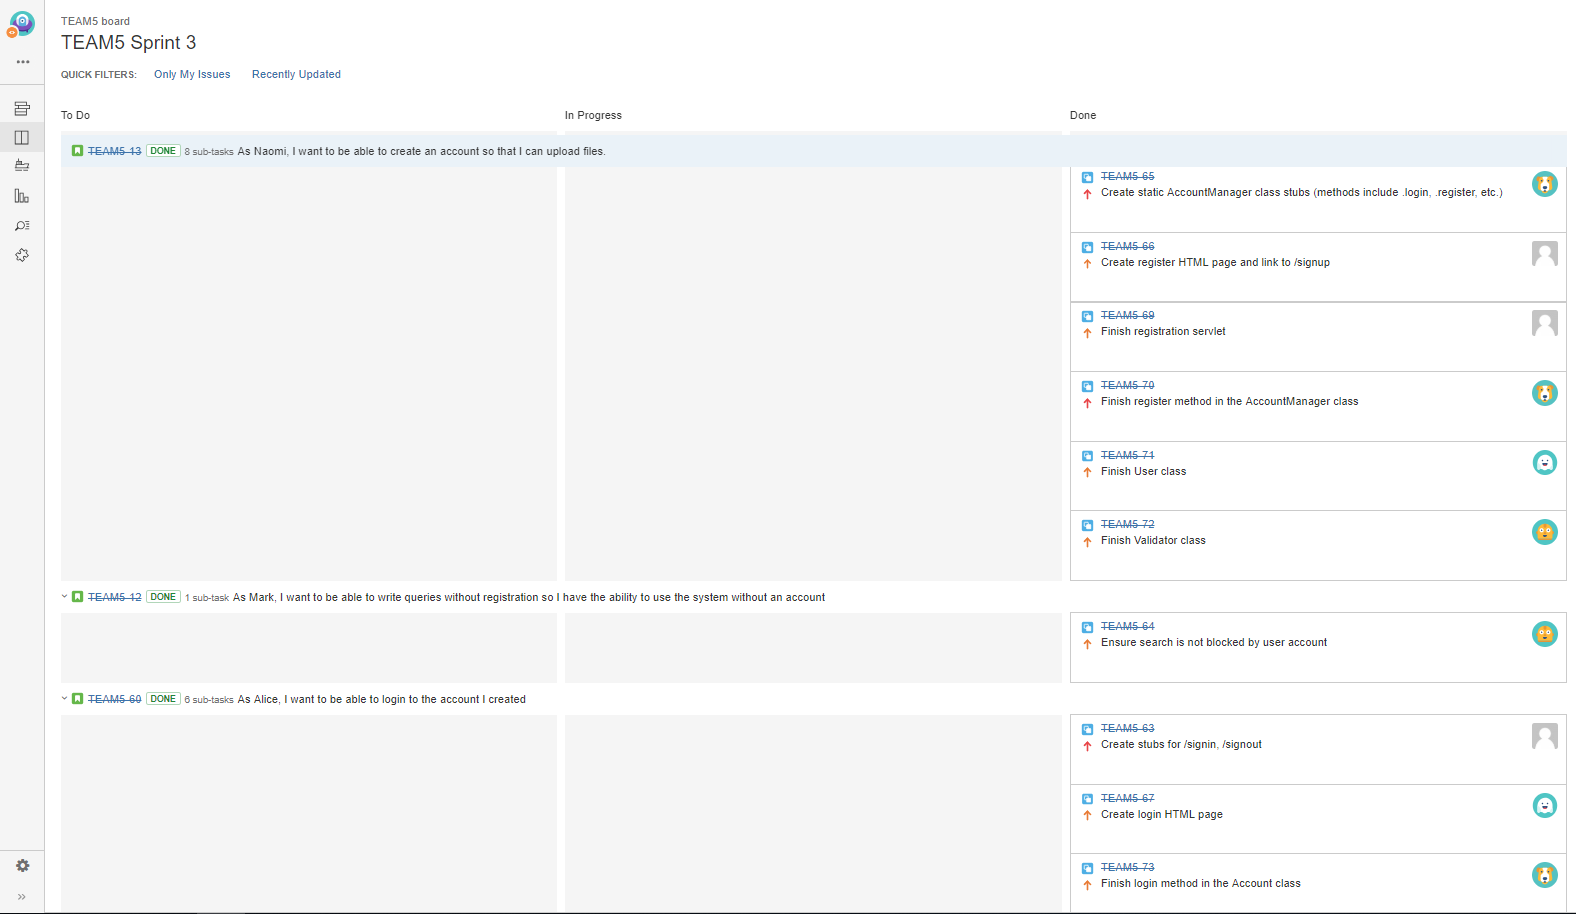 TEAM5 board
TEAM5 Sprint 3
QUICK FILTERS: Only My Issues Recently Updated
To Do In Progress Done
TEAM5-13 DONE 8 sub-tasks As Naomi, I want to be able to create an account so that I can upload files.
TEAM5-65
Create static AccountManager class stubs (methods include .login, .register, etc.)
TEAM5-66
Create register HTML page and link to /signup
TEAM5-69
Finish registration servlet
TEAM5-70
Finish register method in the AccountManager class
TEAM5-71
Finish User class
TEAM5-72
Finish Validator class
TEAM5-12 DONE 1 sub-task As Mark, I want to be able to write queries without registration so I have the ability to use the system without an account
TEAM5-64
Ensure search is not blocked by user account
TEAM5-60 DONE 6 sub-tasks As Alice, I want to be able to login to the account I created
TEAM5-63
Create stubs for /signin, /signout
TEAM5-67
Create login HTML page
TEAM5-73
Finish login method in the Account class